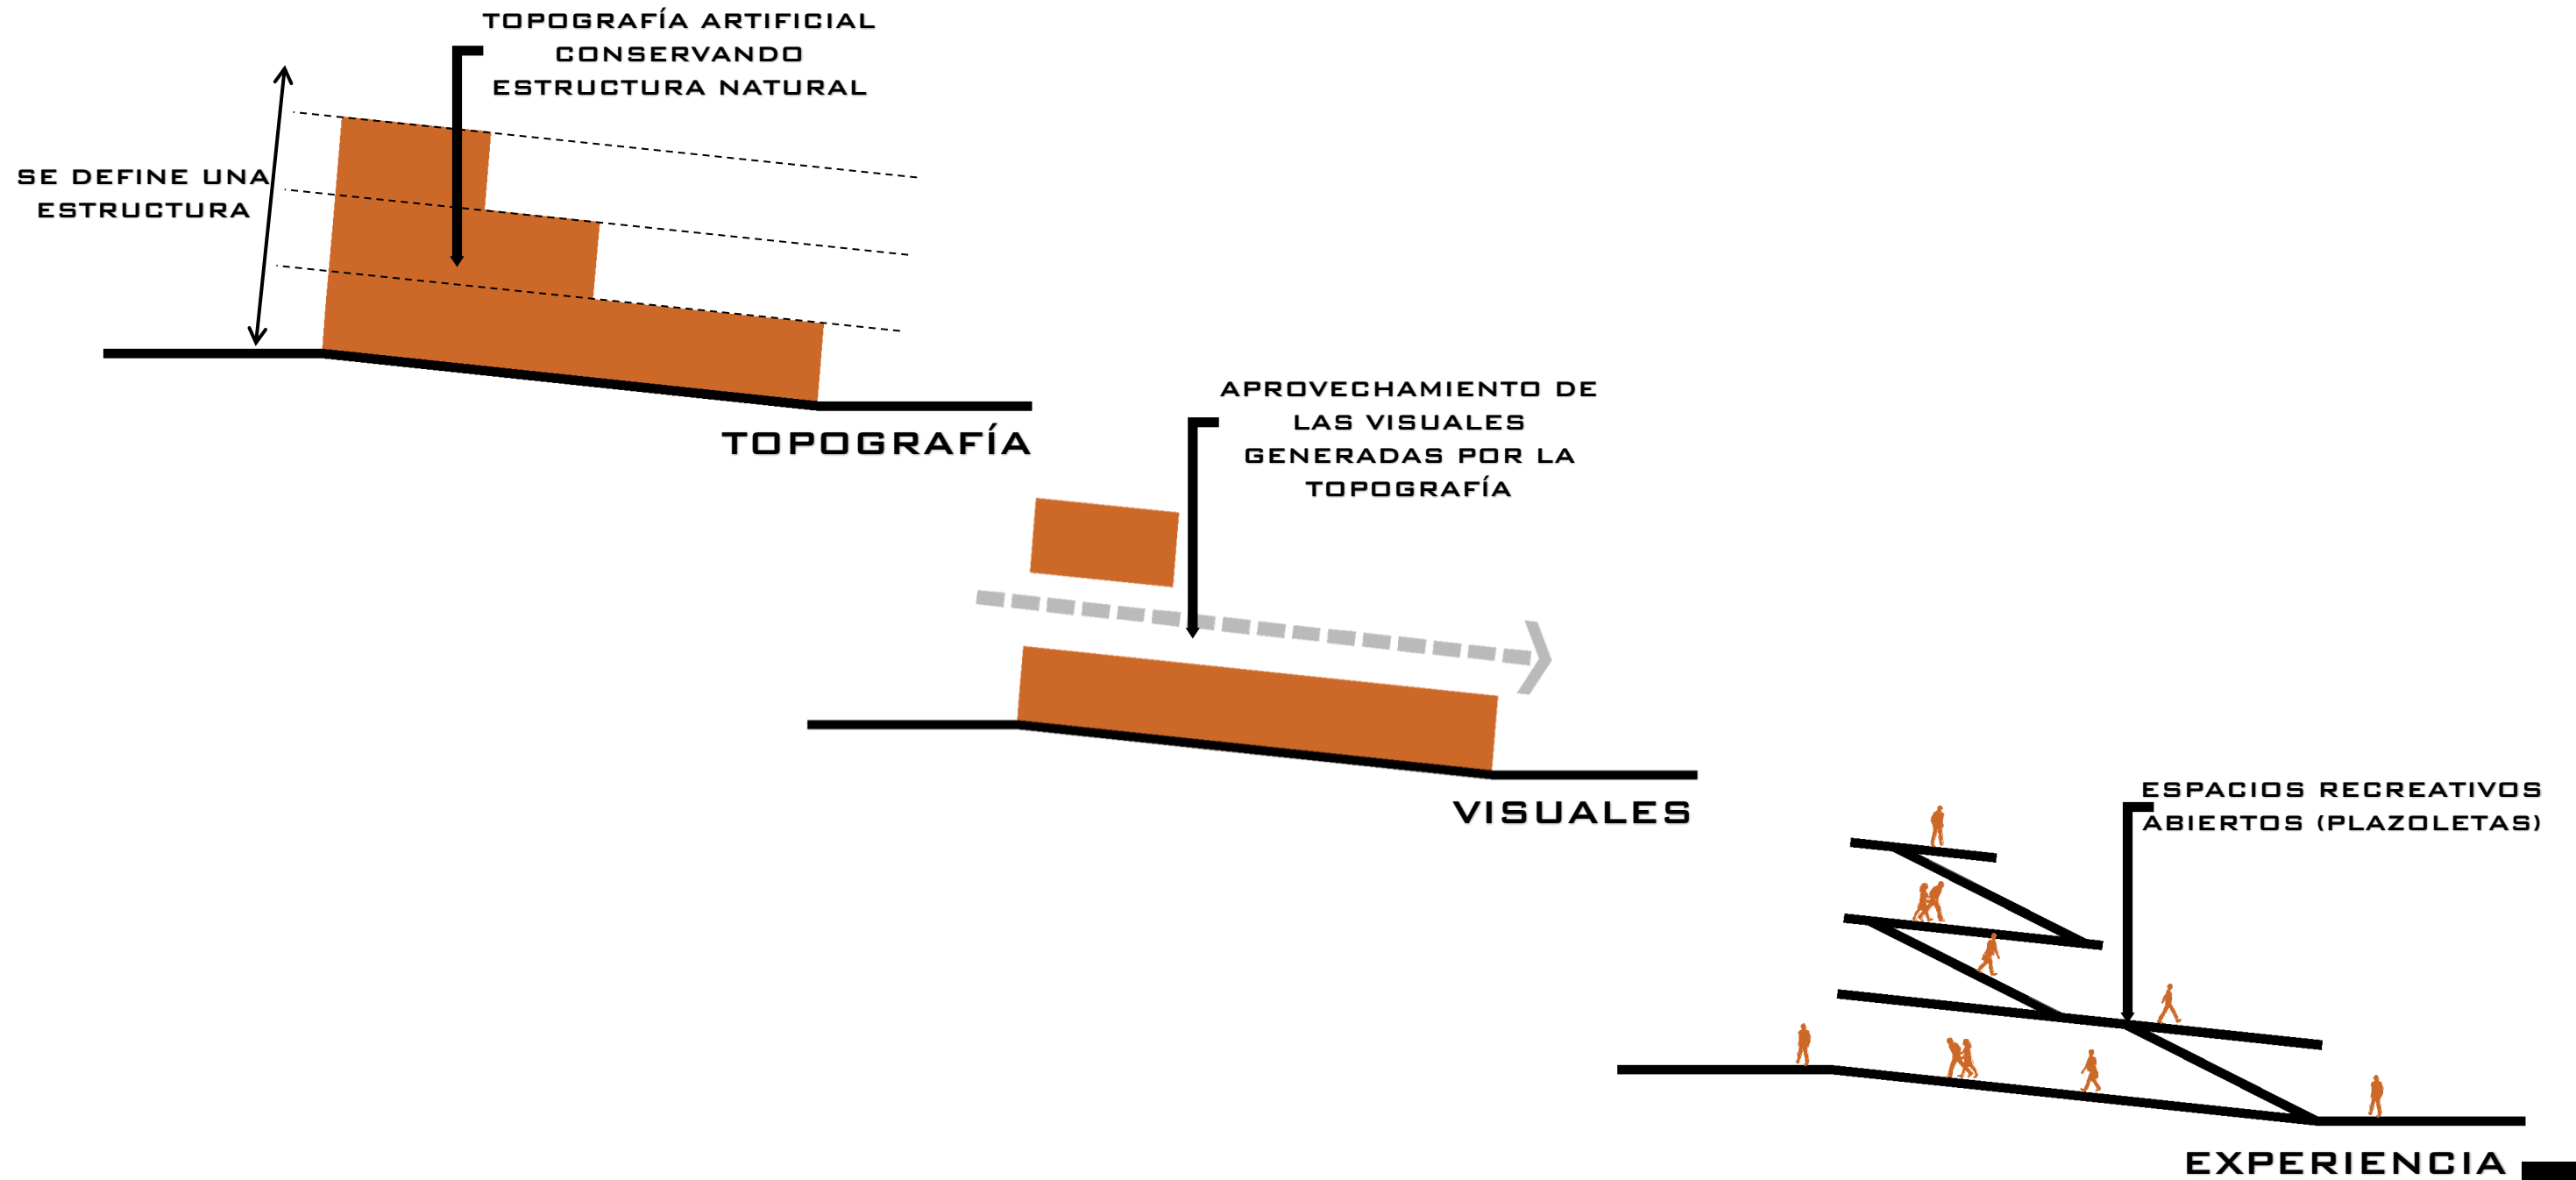 TOPOGRAFÍA ARTIFICIAL
CONSERVANDO
ESTRUCTURA NATURAL
SE DEFINE UNA
ESTRUCTURA
TOPOGRAFÍA
APROVECHAMIENTO DE
LAS VISUALES
GENERADAS POR LA
TOPOGRAFÍA
VISUALES
ESPACIOS RECREATIVOS
ABIERTOS (PLAZOLETAS)
EXPERIENCIA